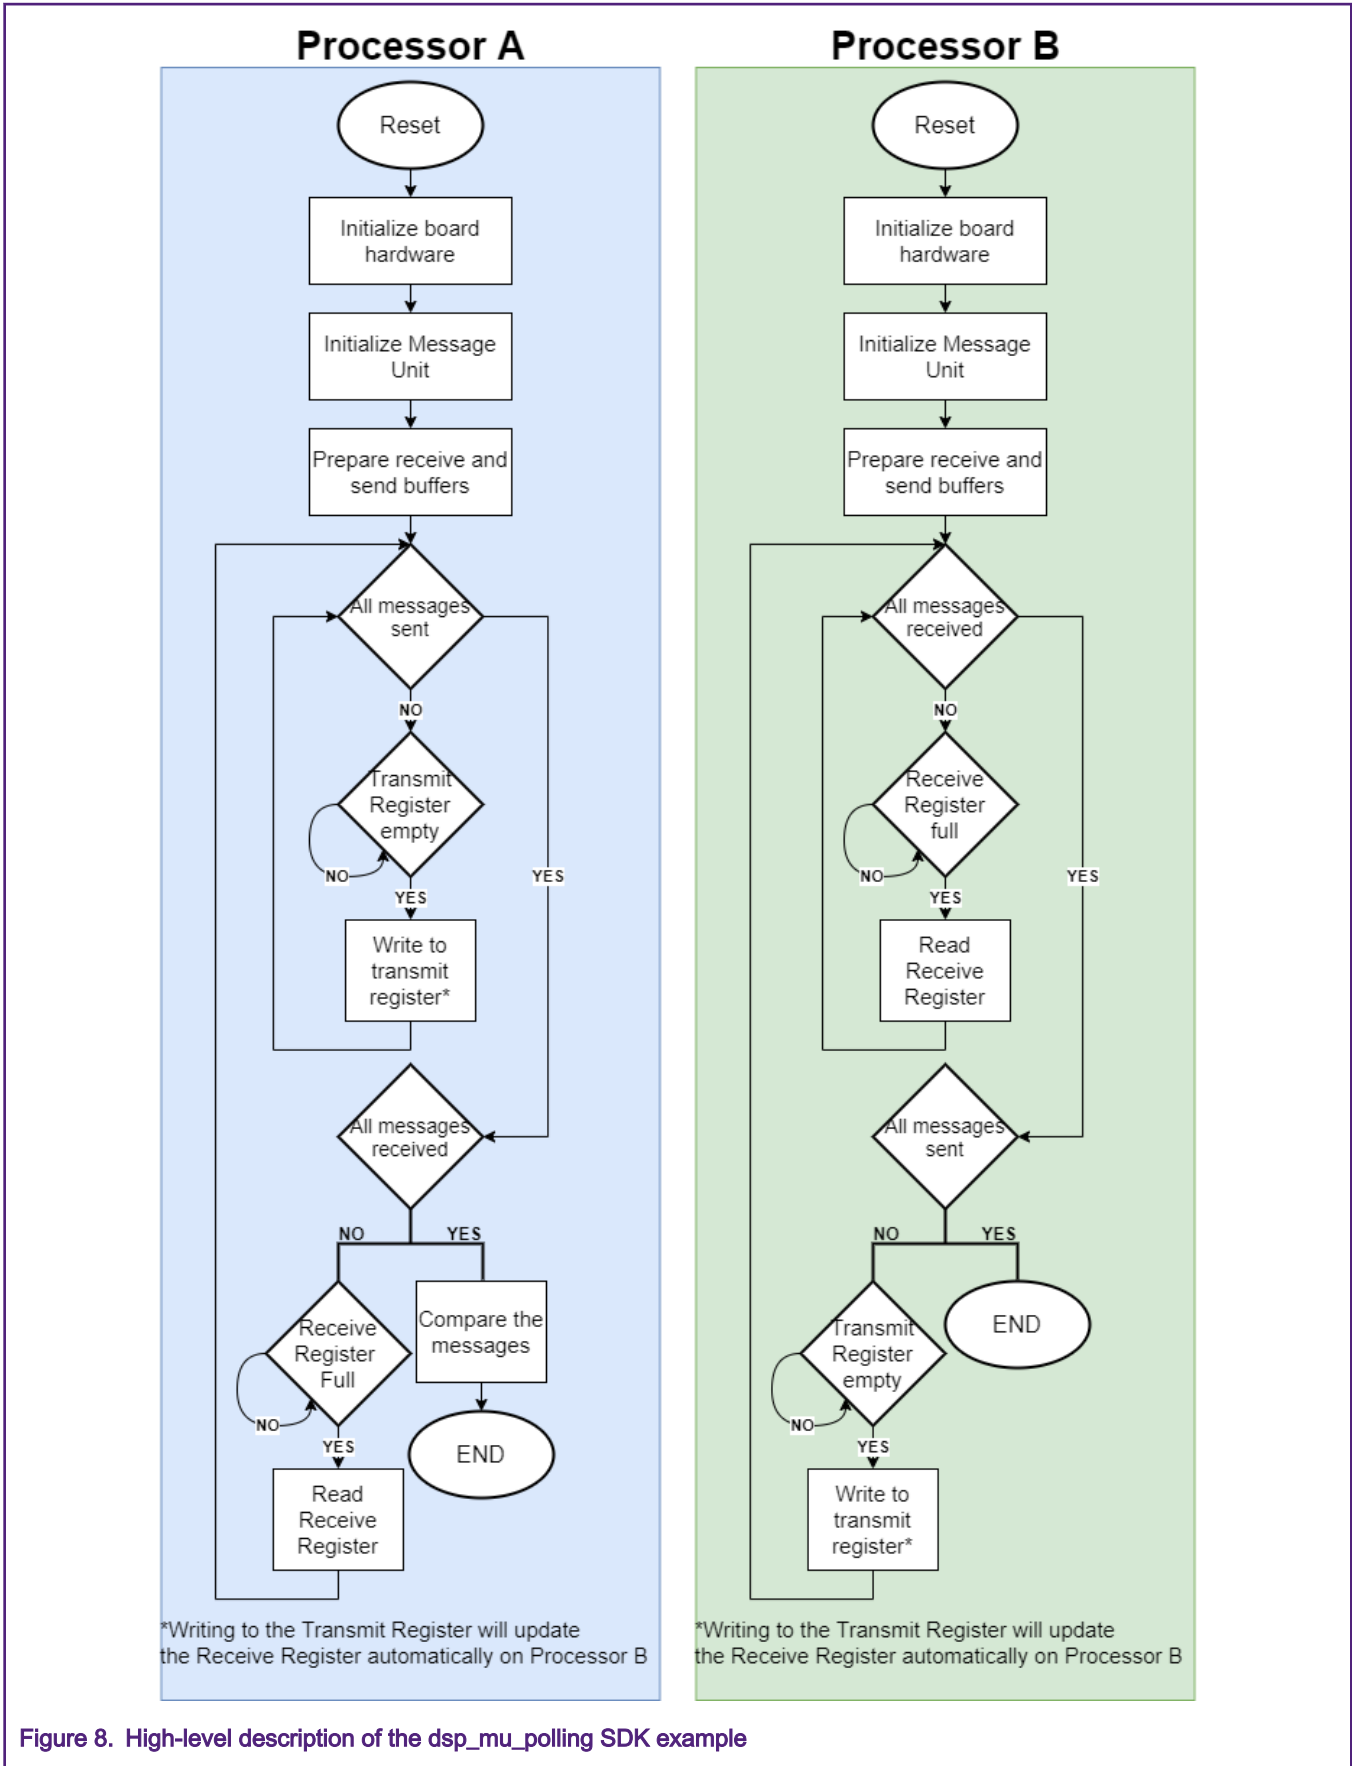 Processor A
Reset
Initialize board
hardware
Initialize Message
Unit
Prepare receive and
send buffers
All messages
sent
NO
Transmit
Register
empty
NO
YES
YES
Write to
transmit
register*
All messages
received
NO
YES
Receive
Register
Full
NO
YES
Compare the
messages
END
Read
Receive
Register
*Writing to the Transmit Register will update
the Receive Register automatically on Processor B
Processor B
Reset
Initialize board
hardware
Initialize Message
Unit
Prepare receive and
send buffers
All messages
received
NO
Receive
Register
full
NO
YES
YES
Read
Receive
Register
All messages
sent
NO
YES
Transmit
Register
empty
NO
YES
END
Write to
transmit
register*
*Writing to the Transmit Register will update
the Receive Register automatically on Processor B
Figure 8. High-level description of the dsp_mu_polling SDK example